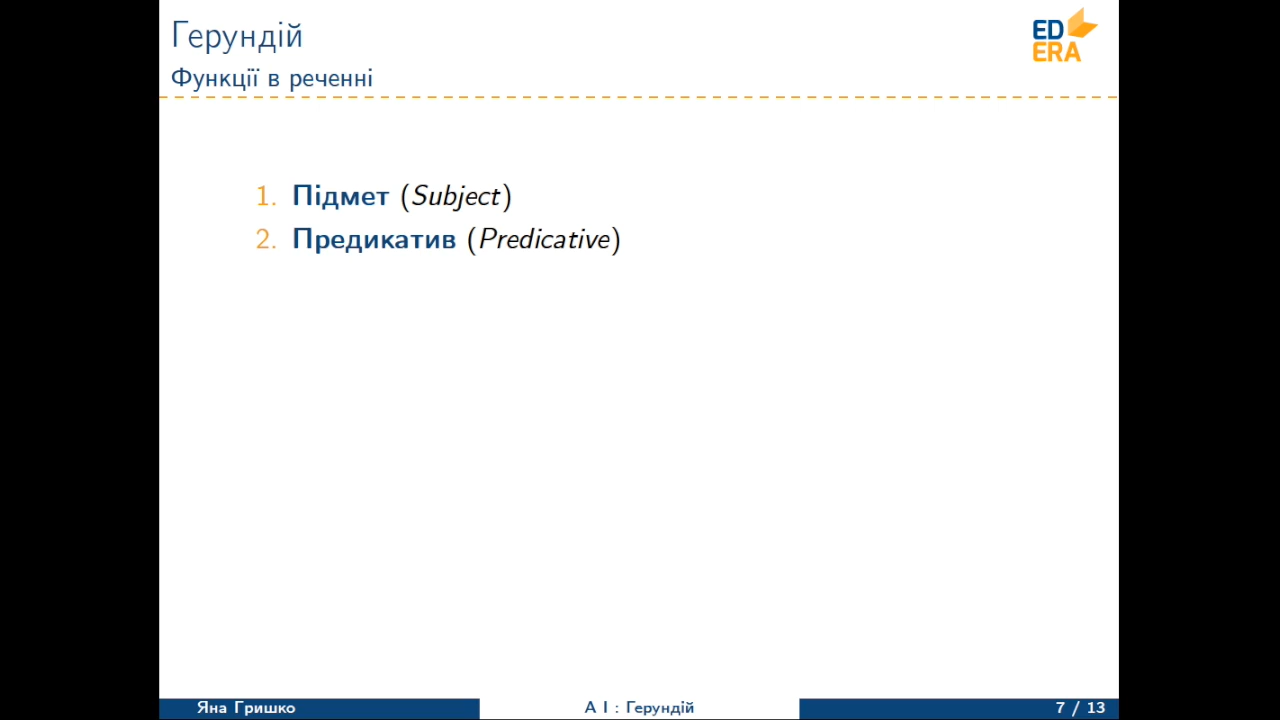 Герундій
Функції в реченні
ED
ERA
1. Підмет (Subject)
2. Предикатив (Predicative)
Яна Гришко
А І : Герундій
7 / 13